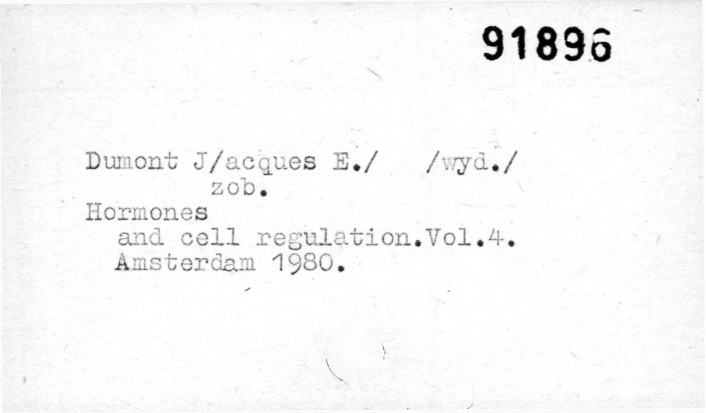 91896
Dumont J/acques E./ /wyd./
zob.
Hormones
and cell regulation.Vol.4.
Amsterdam 1980.